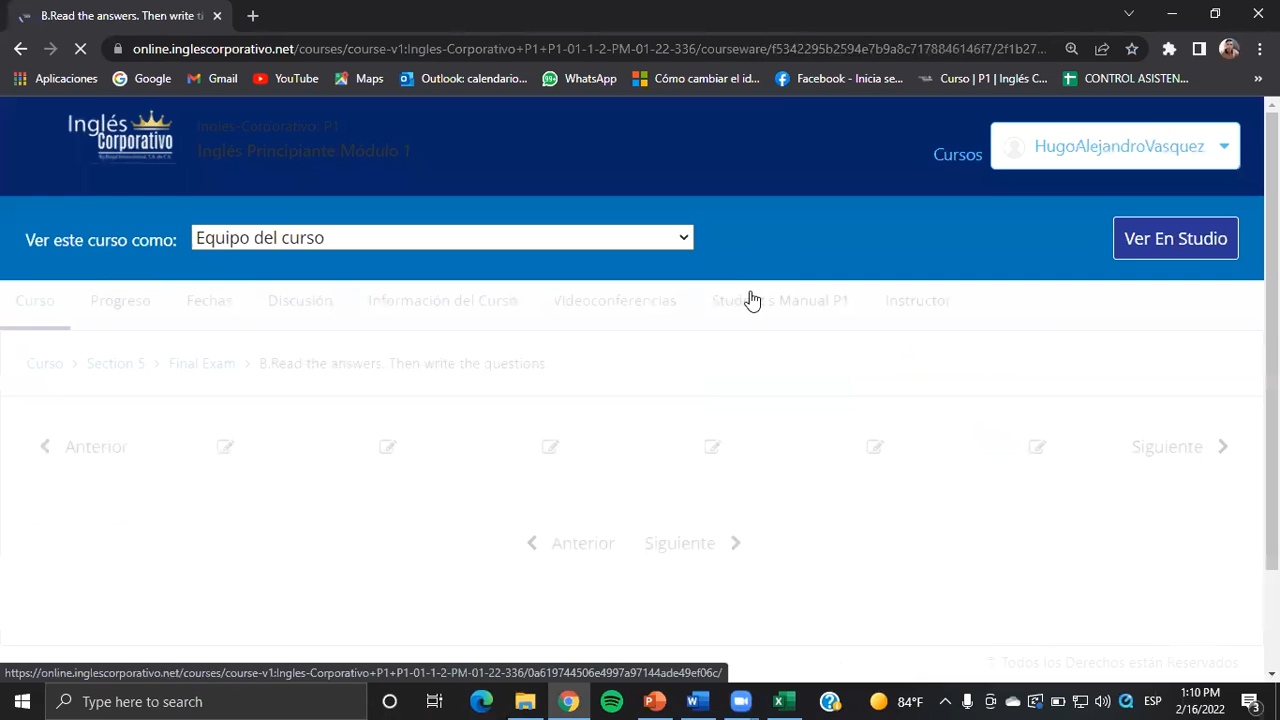 B.Read the answers. Then write t
online.inglescorporativo.net/courses/course-v1:Ingles-Corporativo+P1+P1-01-1-2-PM-01-22-336/courseware/f5342293b2594e7b9a8c7178846146f7/2f1b27...
Aplicaciones Google Gmail YouTube Maps Outlook: calendario... WhatsApp Cómo cambiar el id... Facebook - Inicia se... Curso | P1 | Inglés C... CONTROL ASISTEN...
Inglés
Corporativo
Ingles-Corporativo: P1
Inglés Principiante Módulo 1
Cursos HugoAlejandroVasquez
Ver este curso como: Equipo del curso Ver En Studio
Curso Progreso Fechas Discusión Información del Curso Videoconferencias Student's Manual P1 Instructor
Curso > Section 5 > Final Exam > B.Read the answers. Then write the questions
Anterior Siguiente
Anterior Siguiente
Todos los Derechos están Reservados
https://online.inglescorporativo.net/courses/course-v1:Ingles-Corporativo+P1+P1-01-1-2-PM-01-22-336/0a619744506e4997a97144ade49ef06c/
Type here to search 84°F ESP 1:10 PM
2/16/2022